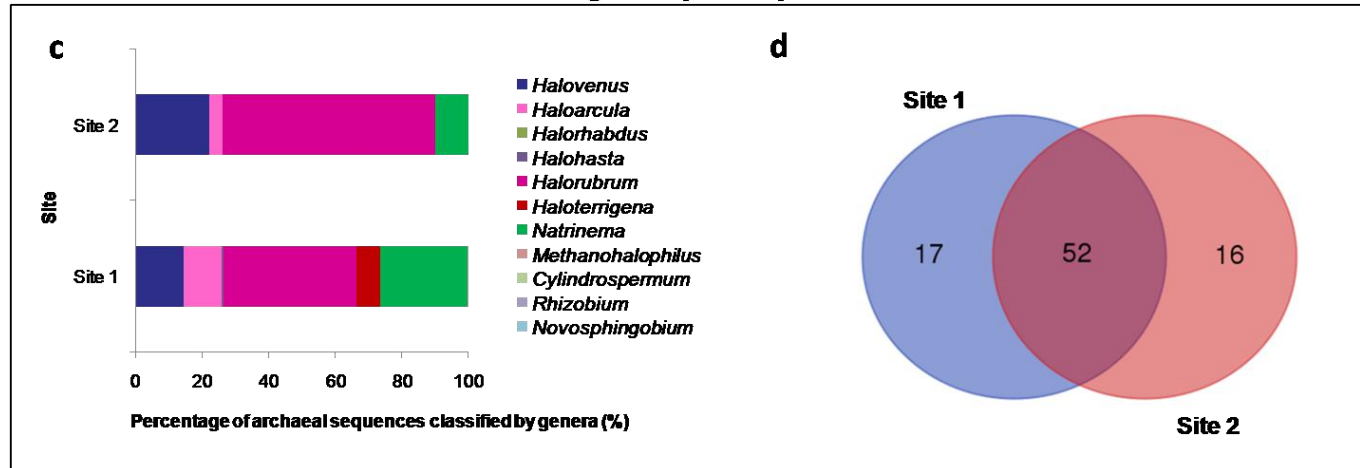 c
Site 2
Site 1
Site
0 20 40 60 80 100
Percentage of archaeal sequences classified by genera (%)
Halovenus
Haloarcula
Halorhabdus
Halohasta
Halorubrum
Haloterrigena
Natrinema
Methanohalophilus
Cylindrospermum
Rhizobium
Novosphingobium
d
Site 1
17 52 16
Site 2